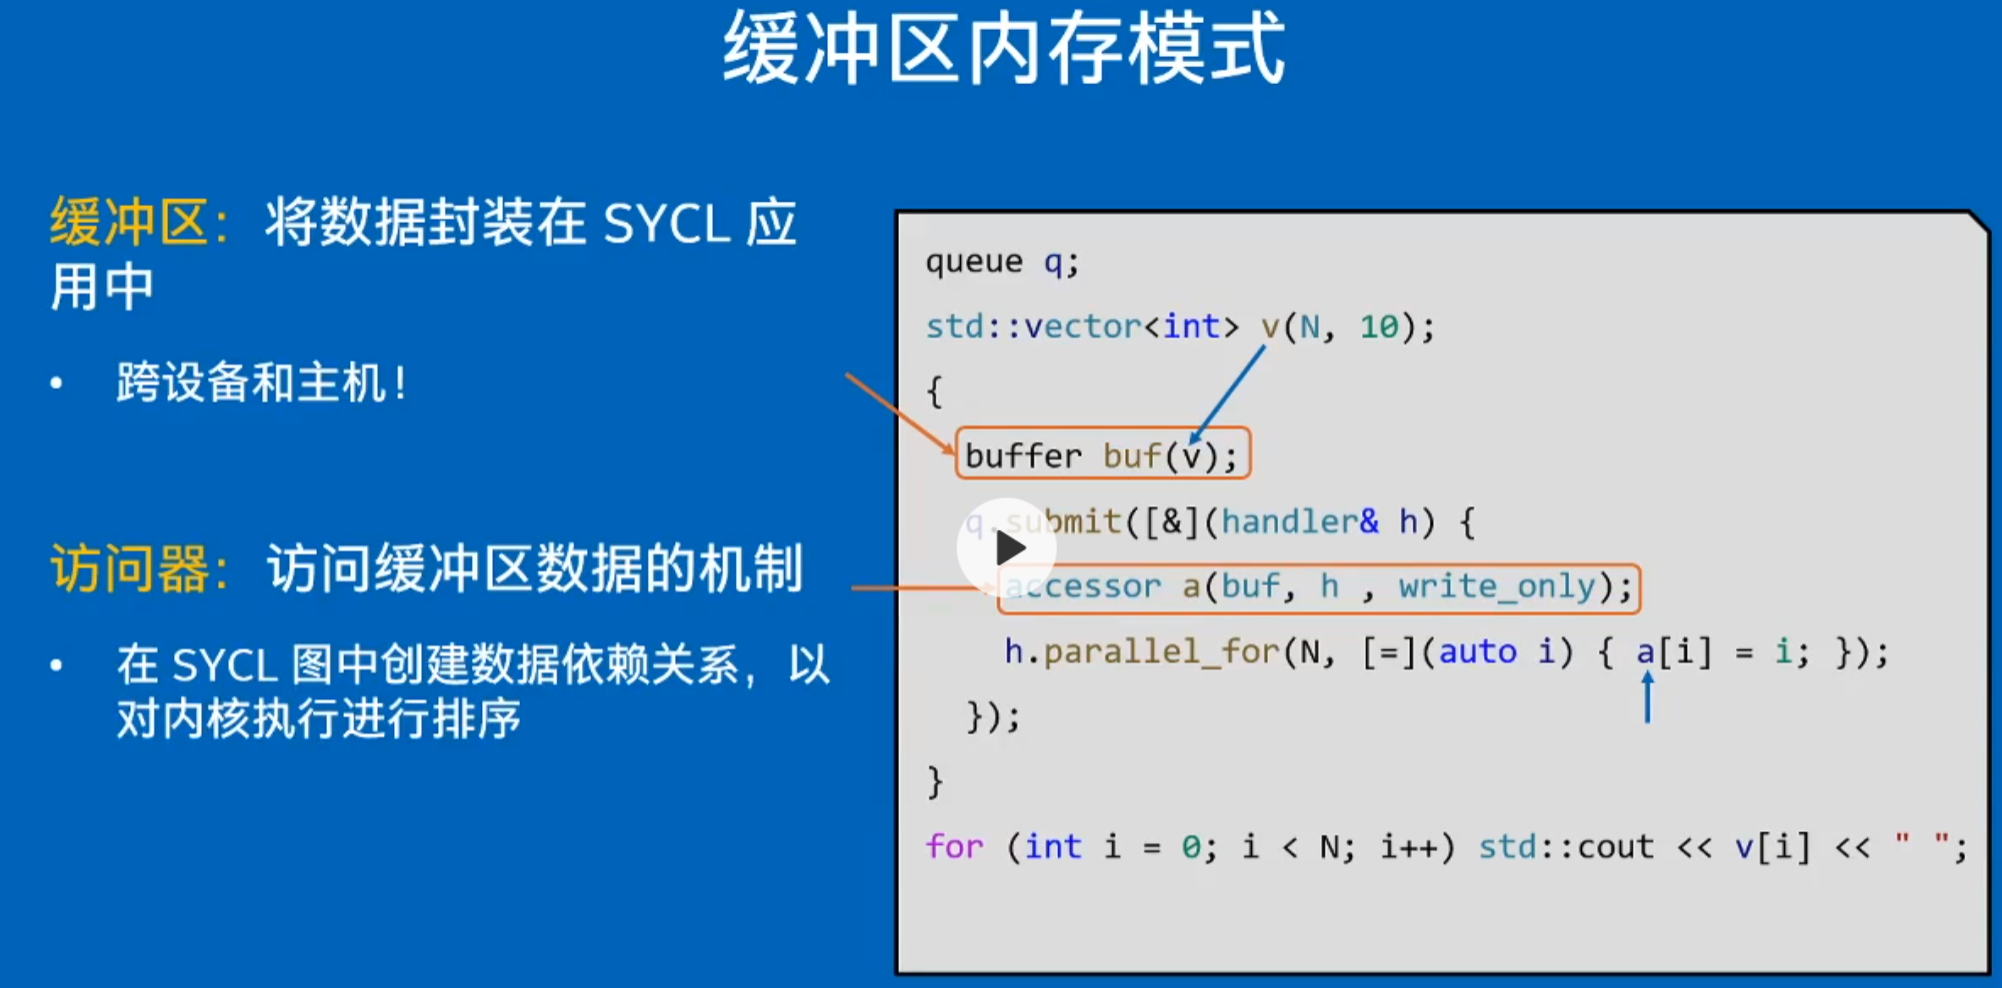 缓冲区内存模式
缓冲区： 将数据封装在 SYCL 应
用中
• 跨设备和主机！
访问器： 访问缓冲区数据的机制
• 在 SYCL 图中创建数据依赖关系，以
对内核执行进行排序
queue q;
std::vector<int> v(N, 10);
{
buffer buf(v);
q.submit([&](handler& h) {
accessor a(buf, h , write_only);
h.parallel_for(N, [=](auto i) { a[i] = i; });
});
}
for (int i = 0; i < N; i++) std::cout << v[i] << " ";